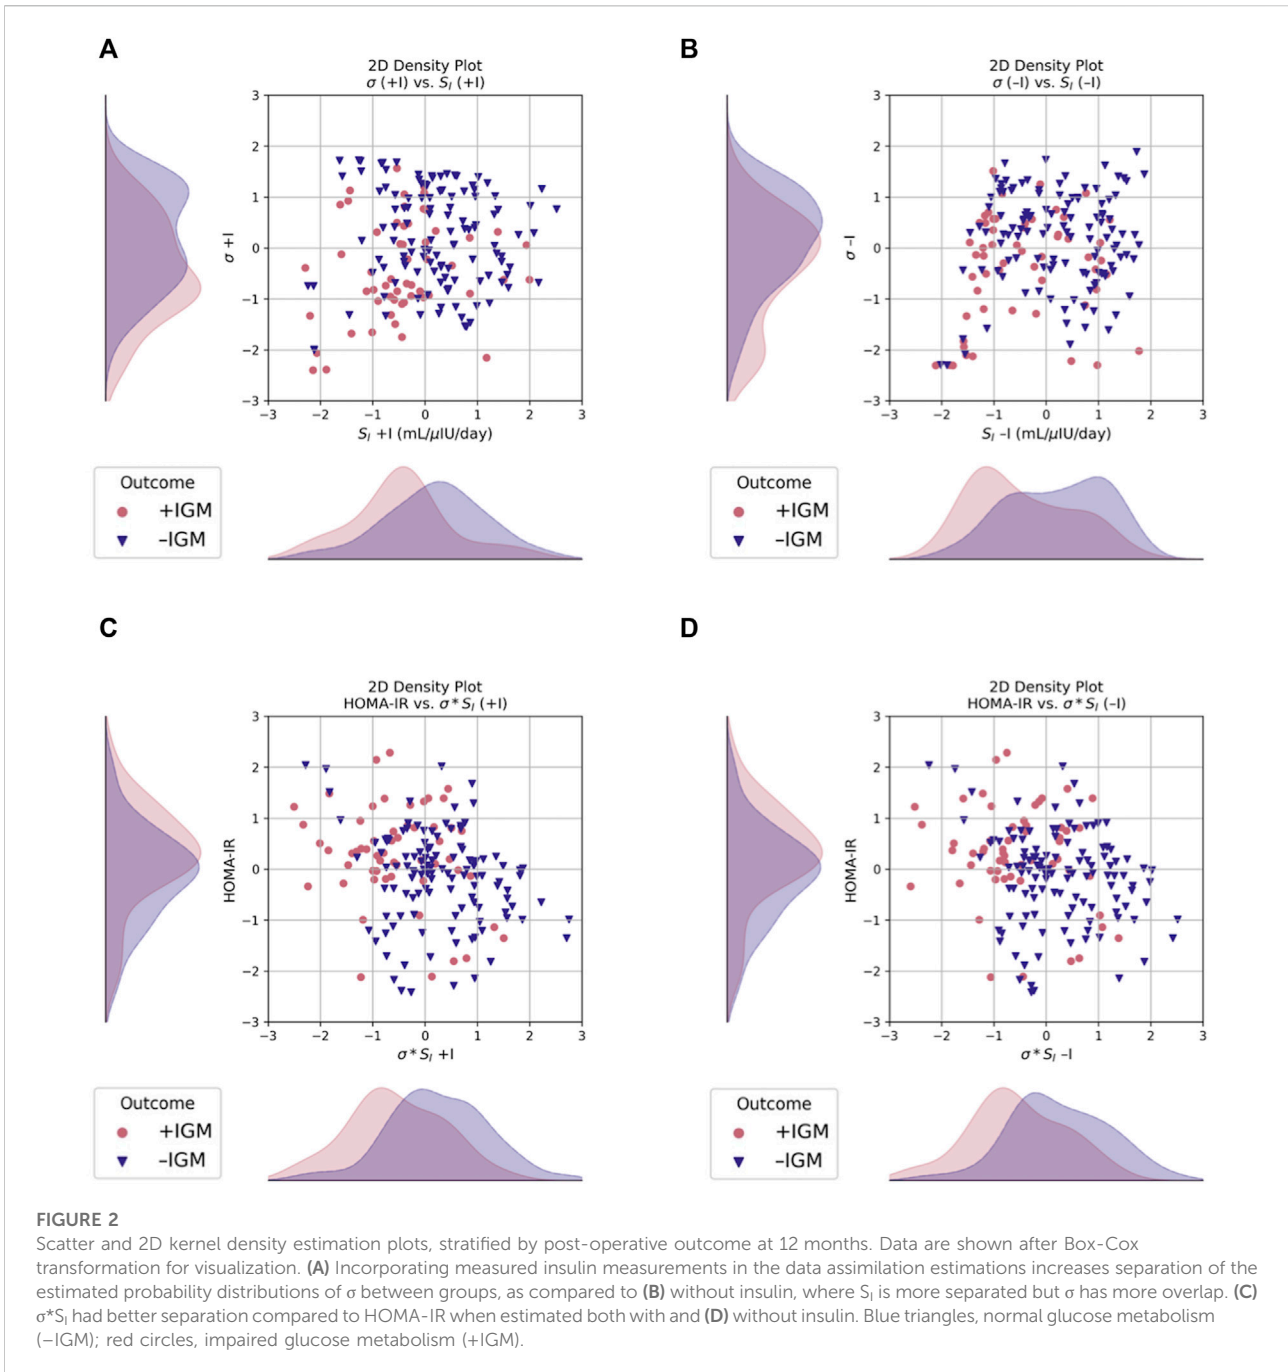 A
2D Density Plot
σ (+I) vs. S_I (+I)
3
2
1
0
−1
−2
−3
σ +I
−3 −2 −1 0 1 2 3
S_I +I (mL/μIU/day)
Outcome
+IGM
−IGM
B
2D Density Plot
σ (−I) vs. S_I (−I)
3
2
1
0
−1
−2
−3
σ −I
−3 −2 −1 0 1 2 3
S_I −I (mL/μIU/day)
Outcome
+IGM
−IGM
C
2D Density Plot
HOMA-IR vs. σ* S_I (+I)
3
2
1
0
−1
−2
−3
HOMA-IR
−3 −2 −1 0 1 2 3
σ* S_I +I
Outcome
+IGM
−IGM
D
2D Density Plot
HOMA-IR vs. σ* S_I (−I)
3
2
1
0
−1
−2
−3
HOMA-IR
−3 −2 −1 0 1 2 3
σ* S_I −I
Outcome
+IGM
−IGM
FIGURE 2
Scatter and 2D kernel density estimation plots, stratified by post-operative outcome at 12 months. Data are shown after Box-Cox
transformation for visualization. (A) Incorporating measured insulin measurements in the data assimilation estimations increases separation of the
estimated probability distributions of σ between groups, as compared to (B) without insulin, where S_I is more separated but σ has more overlap. (C)
σ*S_I had better separation compared to HOMA-IR when estimated both with and (D) without insulin. Blue triangles, normal glucose metabolism
(−IGM); red circles, impaired glucose metabolism (+IGM).